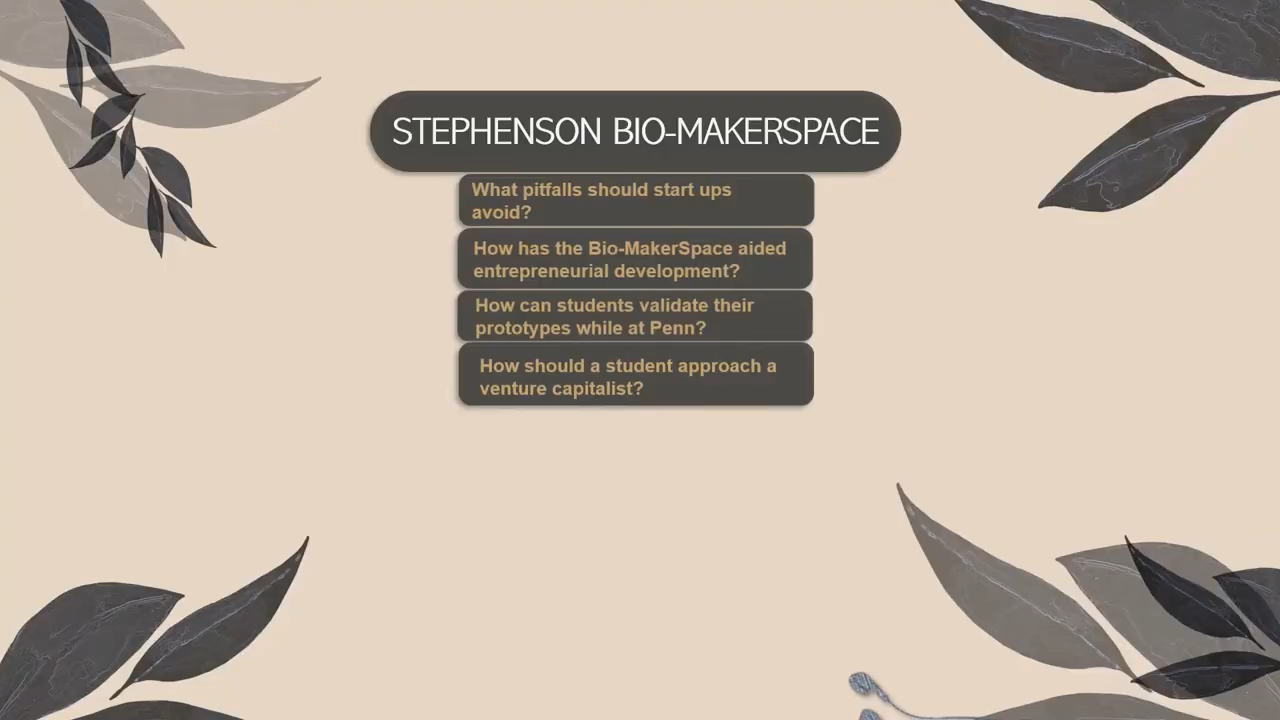 STEPHENSON BIO-MAKERSPACE
What pitfalls should start ups
avoid?
How has the Bio-MakerSpace aided
entrepreneurial development?
How can students validate their
prototypes while at Penn?
How should a student approach a
venture capitalist?